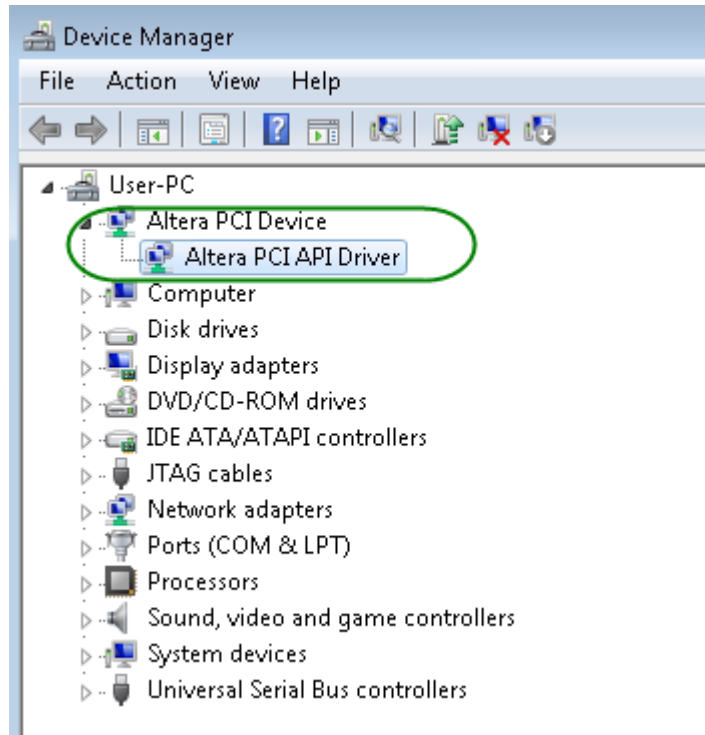 Device Manager
File Action View Help
User-PC
Altera PCI Device
Altera PCI API Driver
Computer
Disk drives
Display adapters
DVD/CD-ROM drives
IDE ATA/ATAPI controllers
JTAG cables
Network adapters
Ports (COM & LPT)
Processors
Sound, video and game controllers
System devices
Universal Serial Bus controllers